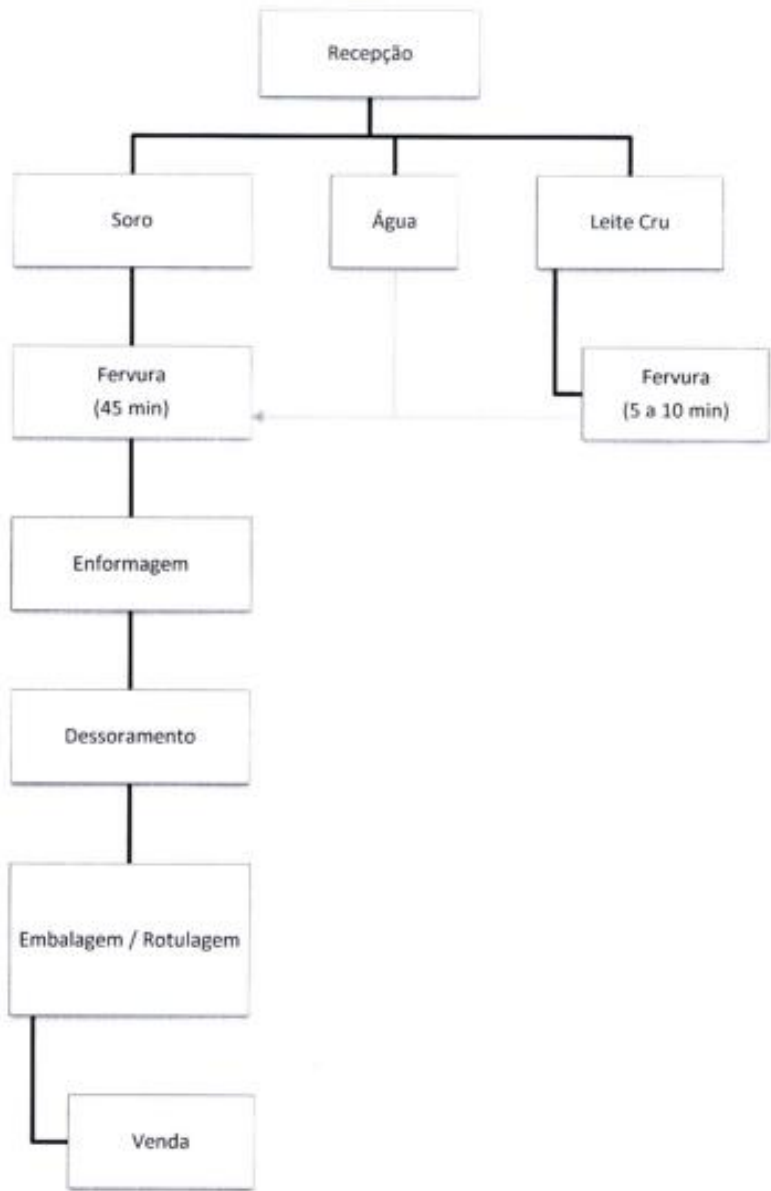 Recepção
Soro
Água
Leite Cru
Fervura
(45 min)
Fervura
(5 a 10 min)
Enformagem
Dessoramento
Embalagem / Rotulagem
Venda